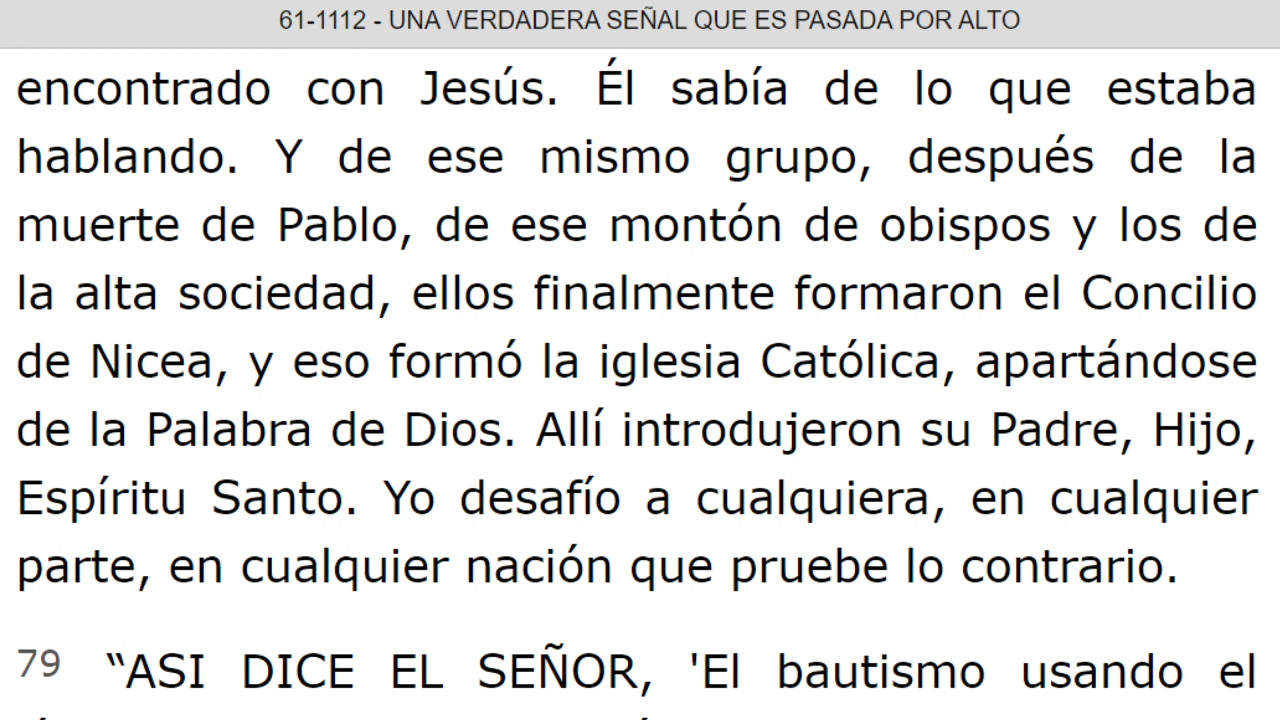 61-1112 - UNA VERDADERA SEÑAL QUE ES PASADA POR ALTO
encontrado con Jesús. Él sabía de lo que estaba
hablando. Y de ese mismo grupo, después de la
muerte de Pablo, de ese montón de obispos y los de
la alta sociedad, ellos finalmente formaron el Concilio
de Nicea, y eso formó la iglesia Católica, apartándose
de la Palabra de Dios. Allí introdujeron su Padre, Hijo,
Espíritu Santo. Yo desafío a cualquiera, en cualquier
parte, en cualquier nación que pruebe lo contrario.
79 “ASI DICE EL SEÑOR, 'El bautismo usando el